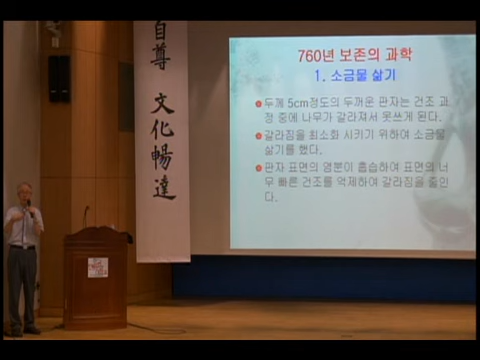 自尊 文化暢達
760년 보존의 과학
1. 소금물 삶기
두께 5cm정도의 두꺼운 판자는 건조 과
정 중에 나무가 갈라져서 못쓰게 된다.
갈라짐을 최소화 시키기 위하여 소금물
삶기를 했다.
판자 표면의 염분이 흡습하여 표면의 너
무 빠른 건조를 억제하여 갈라짐을 줄인
다.